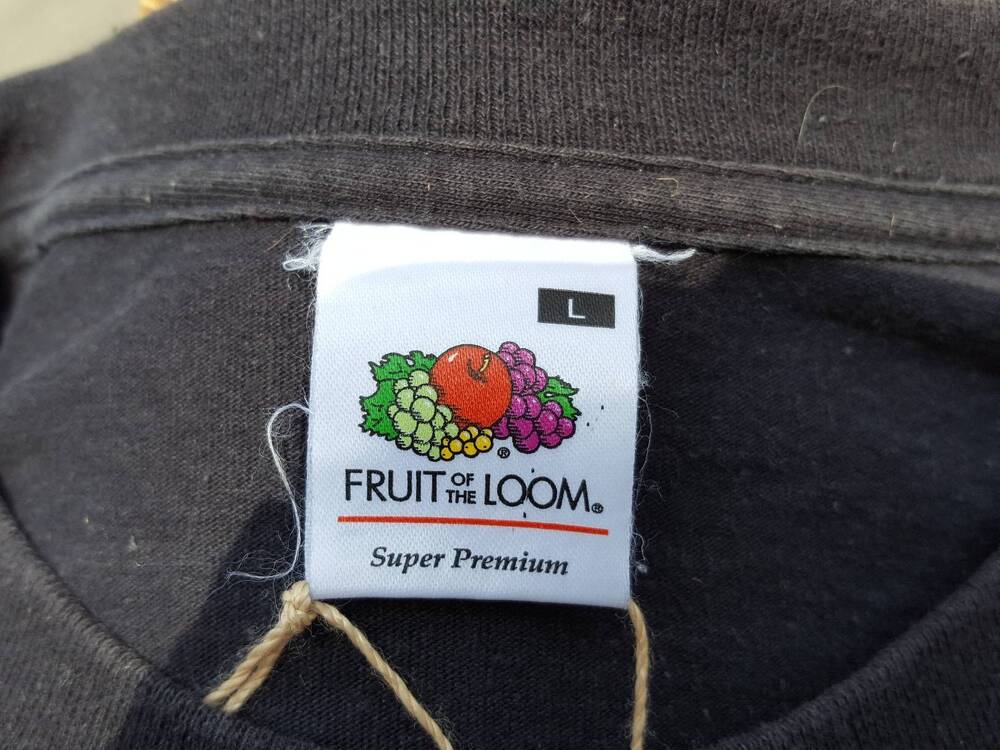 L
®
FRUIT OF THE LOOM®
Super Premium